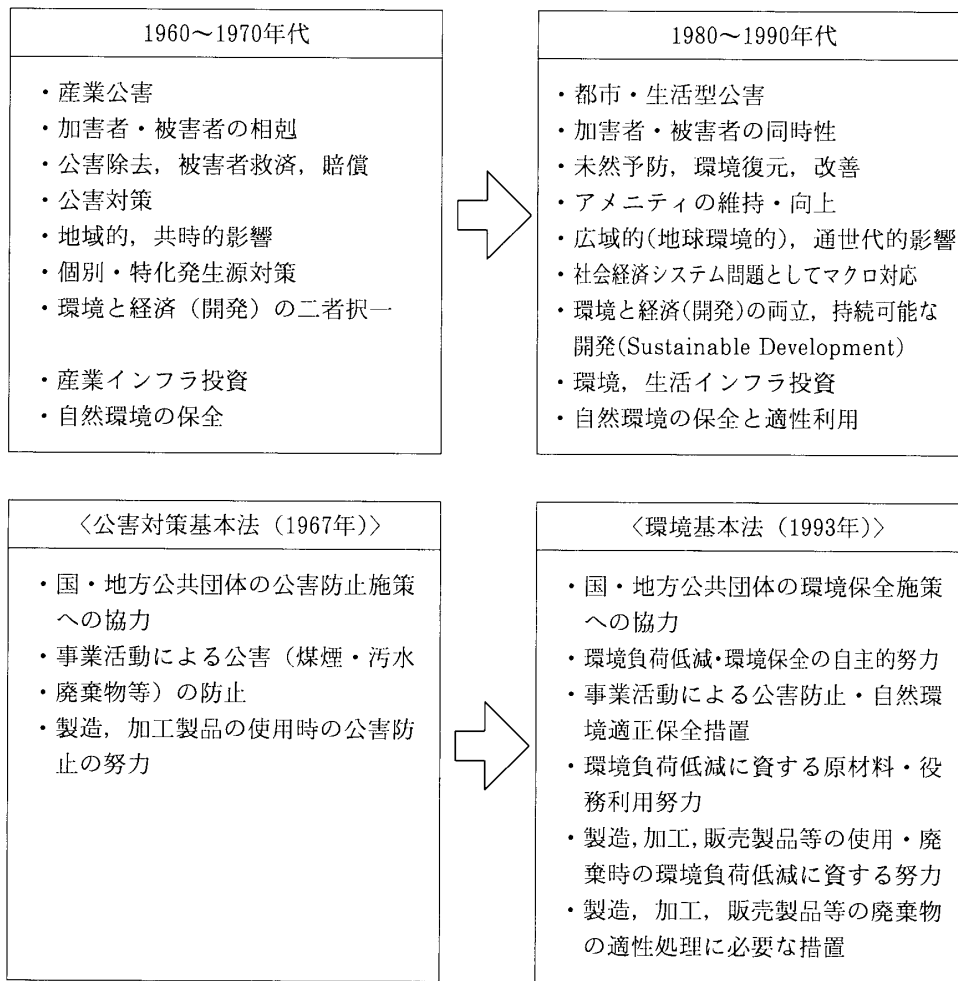 1960～1970年代
・産業公害
・加害者・被害者の相剋
・公害除去，被害者救済，賠償
・公害対策
・地域的，共時的影響
・個別・特化発生源対策
・環境と経済（開発）の二者択一
・産業インフラ投資
・自然環境の保全
1980～1990年代
・都市・生活型公害
・加害者・被害者の同時性
・未然予防，環境復元，改善
・アメニティの維持・向上
・広域的(地球環境的)，通世代的影響
・社会経済システム問題としてマクロ対応
・環境と経済(開発)の両立，持続可能な
開発(Sustainable Development)
・環境，生活インフラ投資
・自然環境の保全と適性利用
〈公害対策基本法（1967年）〉
・国・地方公共団体の公害防止施策
への協力
・事業活動による公害（煤煙・汚水
・廃棄物等）の防止
・製造，加工製品の使用時の公害防
止の努力
〈環境基本法（1993年）〉
・国・地方公共団体の環境保全施策
への協力
・環境負荷低減・環境保全の自主的努力
・事業活動による公害防止・自然環
境適正保全措置
・環境負荷低減に資する原材料・役
務利用努力
・製造，加工，販売製品等の使用・廃
棄時の環境負荷低減に資する努力
・製造，加工，販売製品等の廃棄物
の適性処理に必要な措置